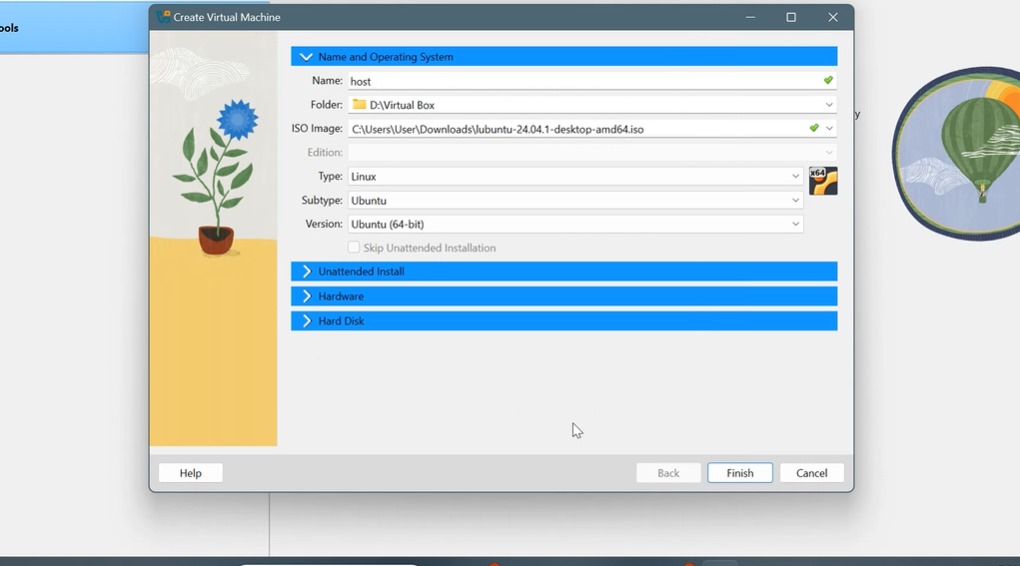 ools
Create Virtual Machine
Name and Operating System
Name: host
Folder: D:\Virtual Box
ISO Image: C:\Users\User\Downloads\lubuntu-24.04.1-desktop-amd64.iso
Edition:
Type: Linux
x64
Subtype: Ubuntu
Version: Ubuntu (64-bit)
Skip Unattended Installation
Unattended Install
Hardware
Hard Disk
y
Help
Back
Finish
Cancel